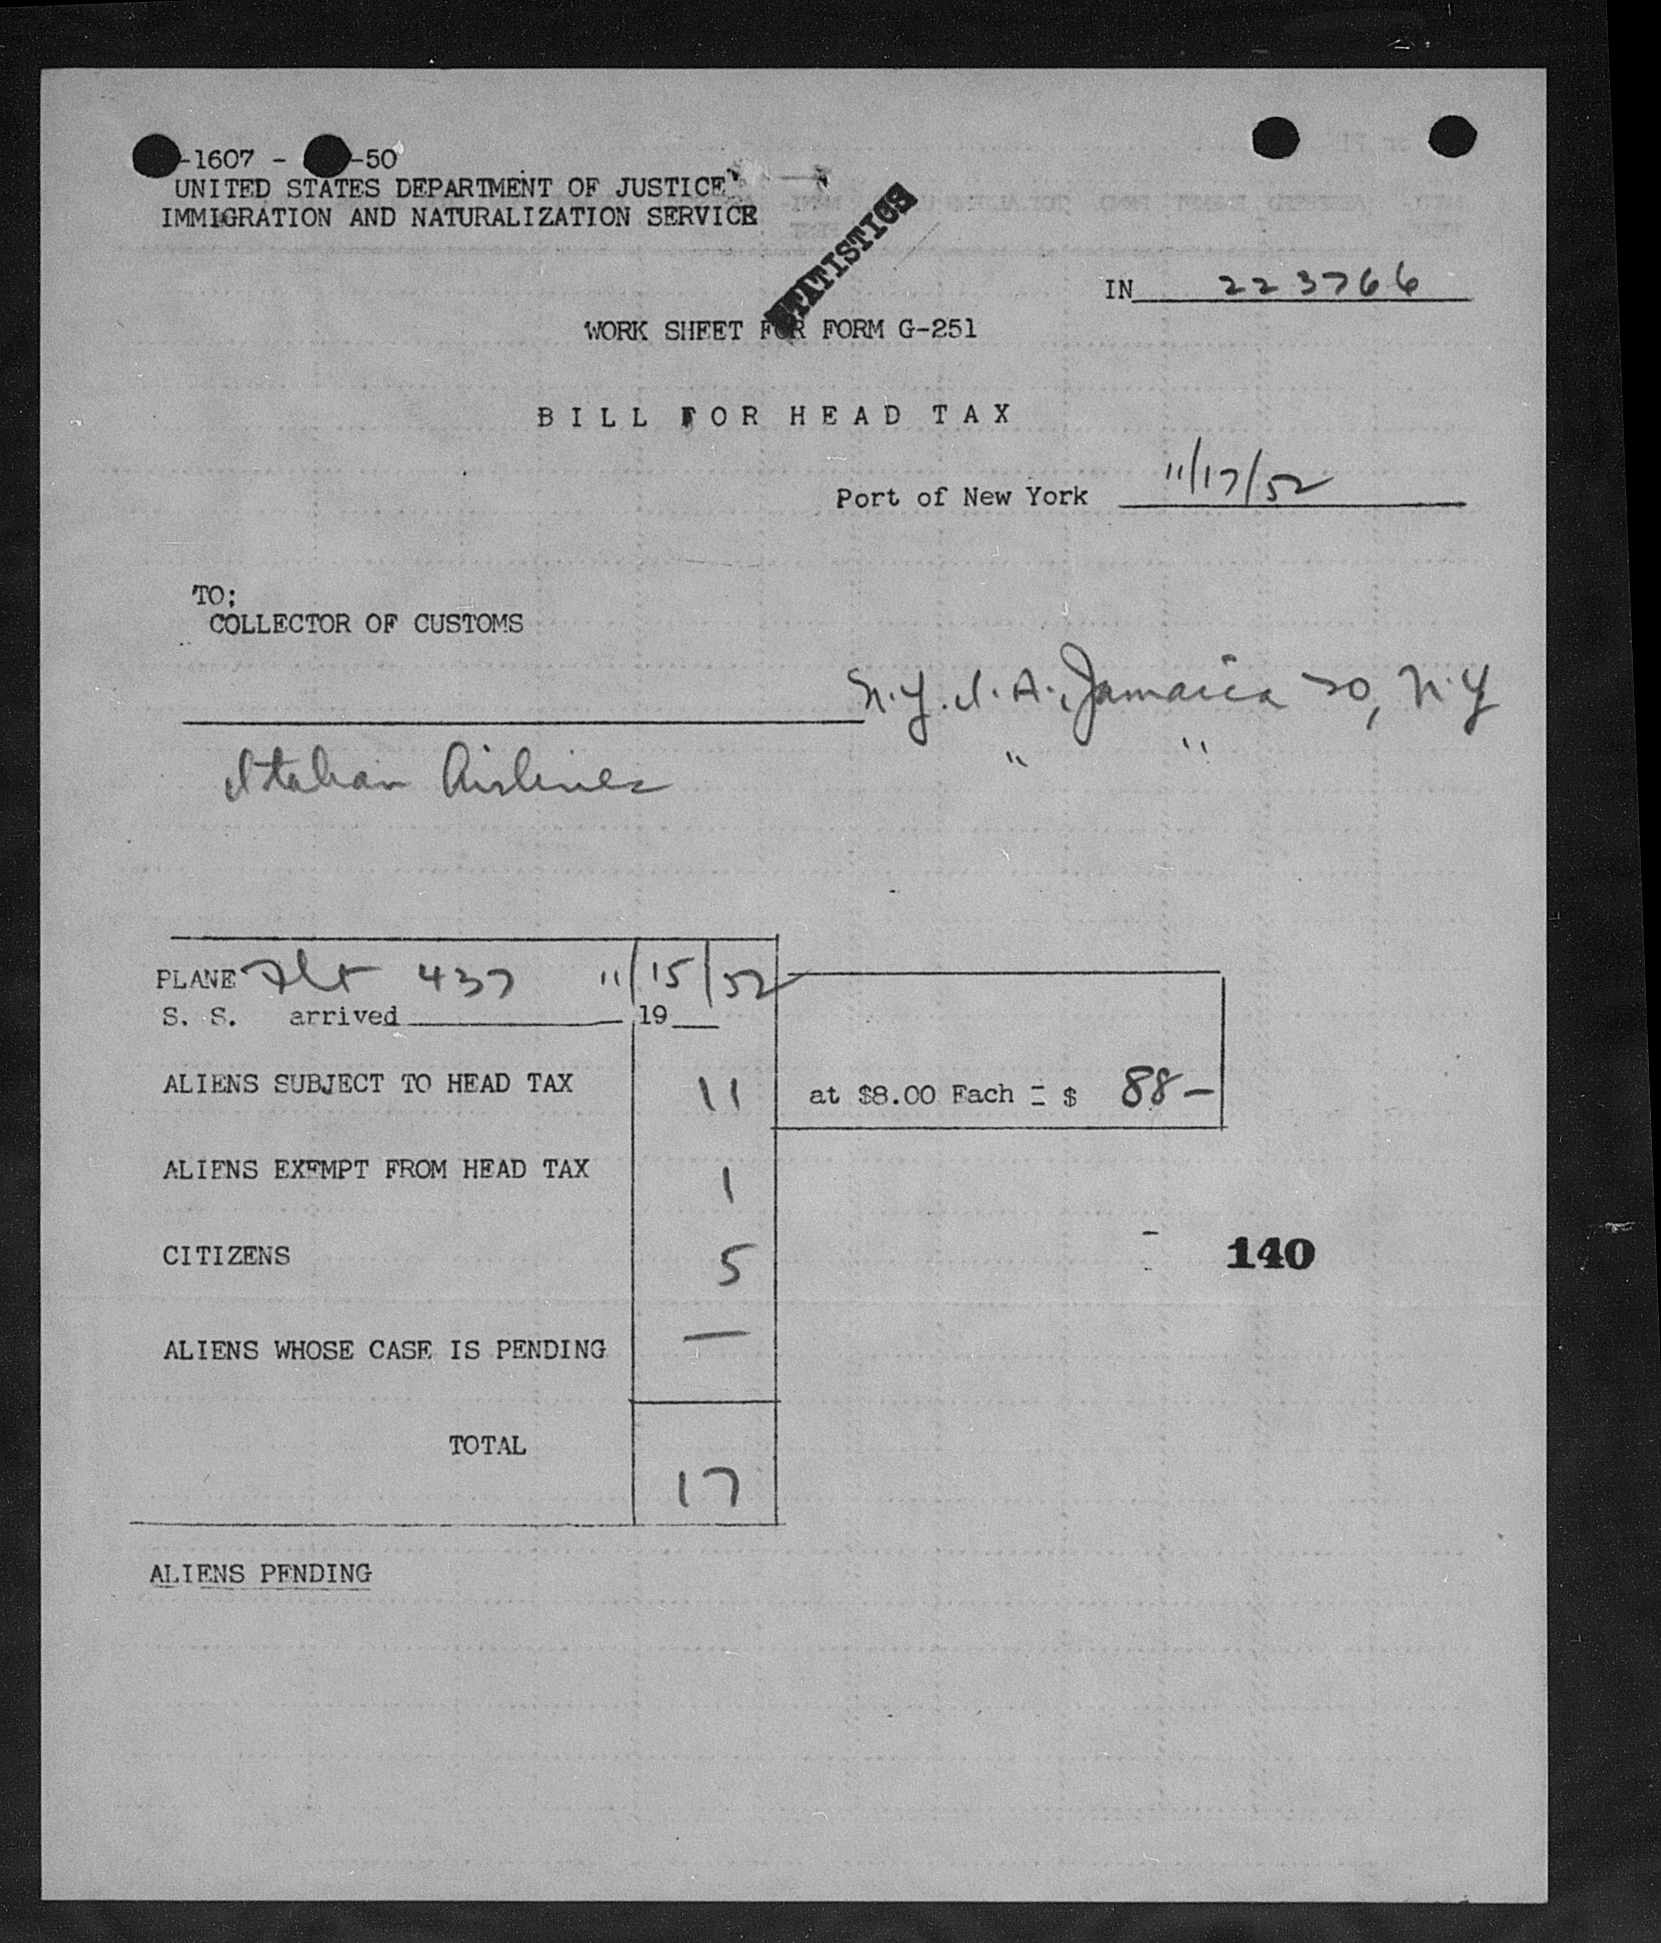 -1607 - -50
UNITED STATES DEPARTMENT OF JUSTICE
IMMIGRATION AND NATURALIZATION SERVICE
STATISTICS
IN 223766
WORK SHEET FOR FORM G-251
BILL FOR HEAD TAX
Port of New York 11/17/52
TO:
COLLECTOR OF CUSTOMS
N.Y.I.A. Jamaica 30, N.Y
" "
Italian Airlines
PLANE Flt 437 11/15/52
S. S. arrived 19
ALIENS SUBJECT TO HEAD TAX 11 at $8.00 Each = $ 88-
ALIENS EXEMPT FROM HEAD TAX 1
CITIZENS 5
140
ALIENS WHOSE CASE IS PENDING —
TOTAL
17
ALIENS PENDING